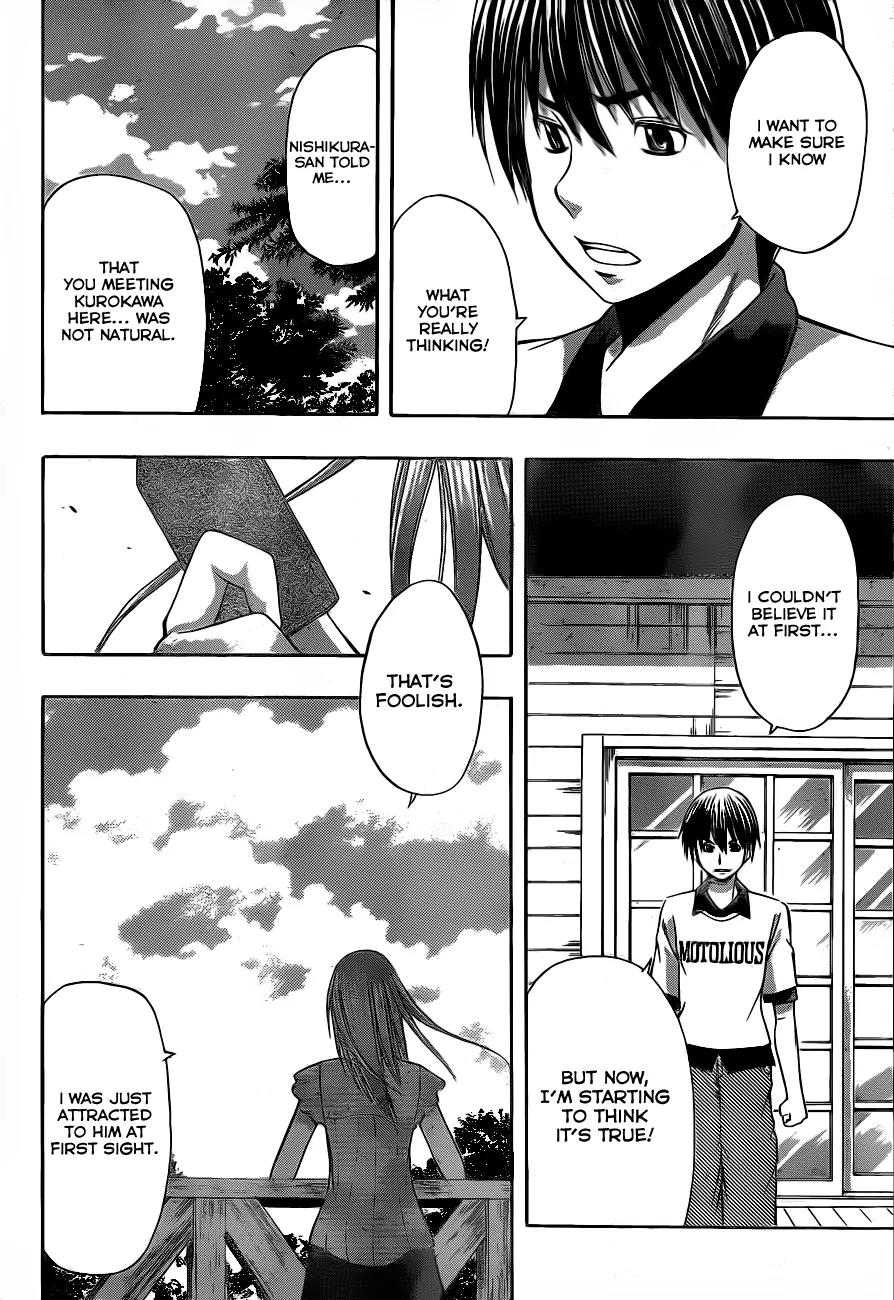 I WANT TO
MAKE SURE
I KNOW
WHAT
YOU'RE
REALLY
THINKING!
NISHIKURA-
SAN TOLD
ME...
THAT
YOU MEETING
KUROKAWA
HERE... WAS
NOT NATURAL.
I COULDN'T
BELIEVE IT
AT FIRST...
MOTOLIOUS
BUT NOW,
I'M STARTING
TO THINK
IT'S TRUE!
THAT'S
FOOLISH.
I WAS JUST
ATTRACTED
TO HIM AT
FIRST SIGHT.